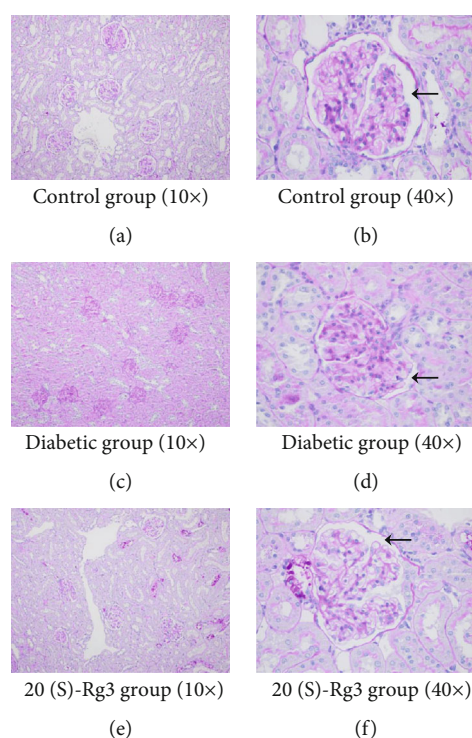 Control group (10×)
Control group (40×)
(a)
(b)
Diabetic group (10×)
Diabetic group (40×)
(c)
(d)
20 (S)-Rg3 group (10×)
20 (S)-Rg3 group (40×)
(e)
(f)